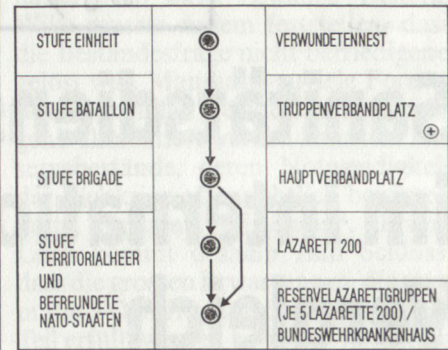 STUFE EINHEIT
VERWUNDETENNEST
STUFE BATAILLON
TRUPPENVERBANDPLATZ
STUFE BRIGADE
HAUPTVERBANDPLATZ
STUFE
TERRITORIALHEER
UND
BEFREUNDETE
NATO-STAATEN
LAZARETT 200
RESERVELAZARETTGRUPPEN
(JE 5 LAZARETTE 200) /
BUNDESWEHRKRANKENHAUS